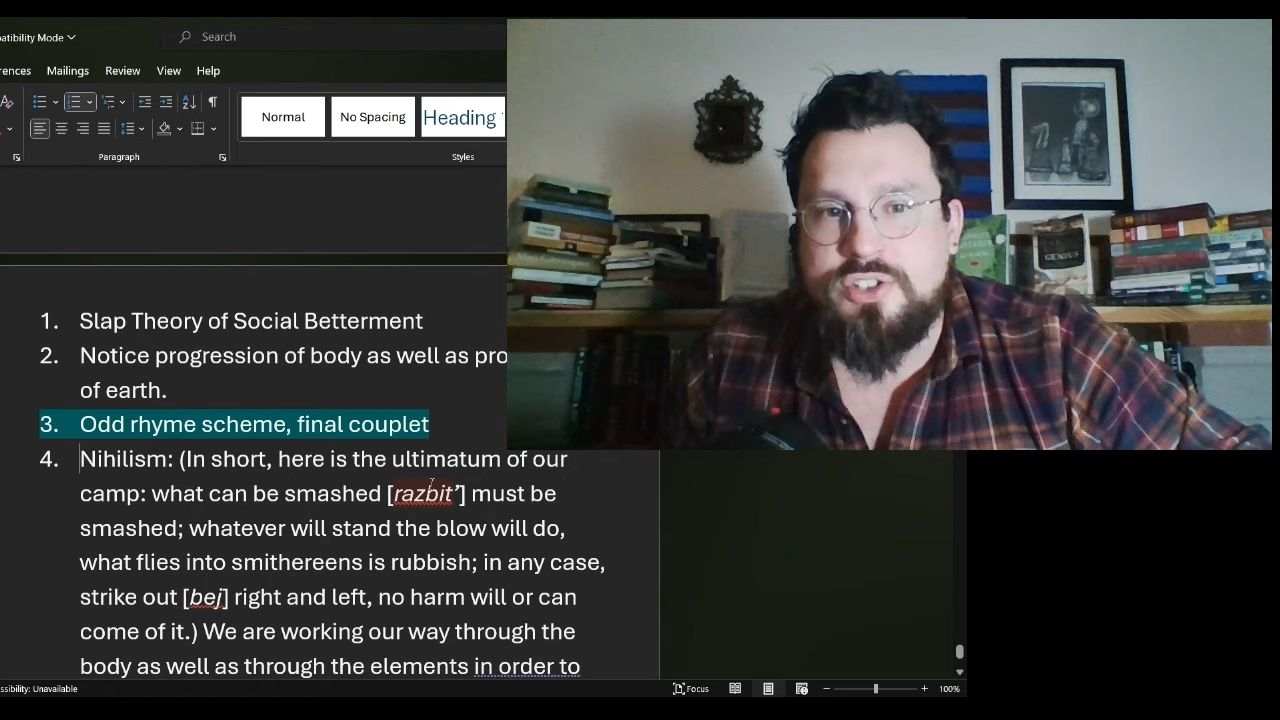 atibility Mode
Search
ences Mailings Review View Help
Normal
No Spacing
Heading
Paragraph
Styles
1. Slap Theory of Social Betterment
2. Notice progression of body as well as pro
of earth.
3. Odd rhyme scheme, final couplet
4. Nihilism: (In short, here is the ultimatum of our
camp: what can be smashed [razbit’] must be
smashed; whatever will stand the blow will do,
what flies into smithereens is rubbish; in any case,
strike out [bej] right and left, no harm will or can
come of it.) We are working our way through the
body as well as through the elements in order to
ssibility: Unavailable
Focus
100%
GENIUS